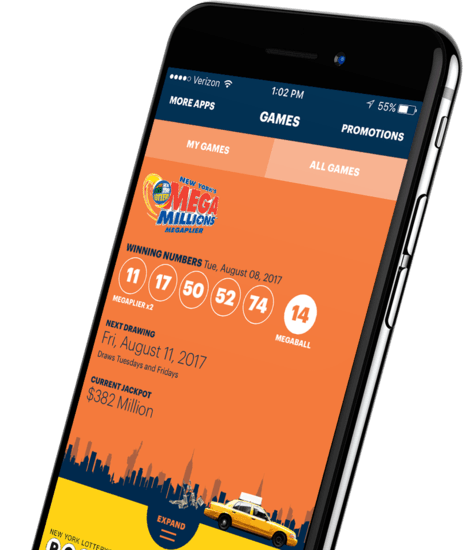 Verizon 1:02 PM 55%
MORE APPS GAMES PROMOTIONS
MY GAMES ALL GAMES
NEW YORK'S
MEGA
MILLIONS
MEGAPLIER
WINNING NUMBERS Tue, August 08, 2017
11 17 50 52 74 14
MEGAPLIER x2 MEGABALL
NEXT DRAWING
Fri, August 11, 2017
Draws Tuesdays and Fridays
CURRENT JACKPOT
$382 Million
EXPAND
NEW YORK LOTTERY